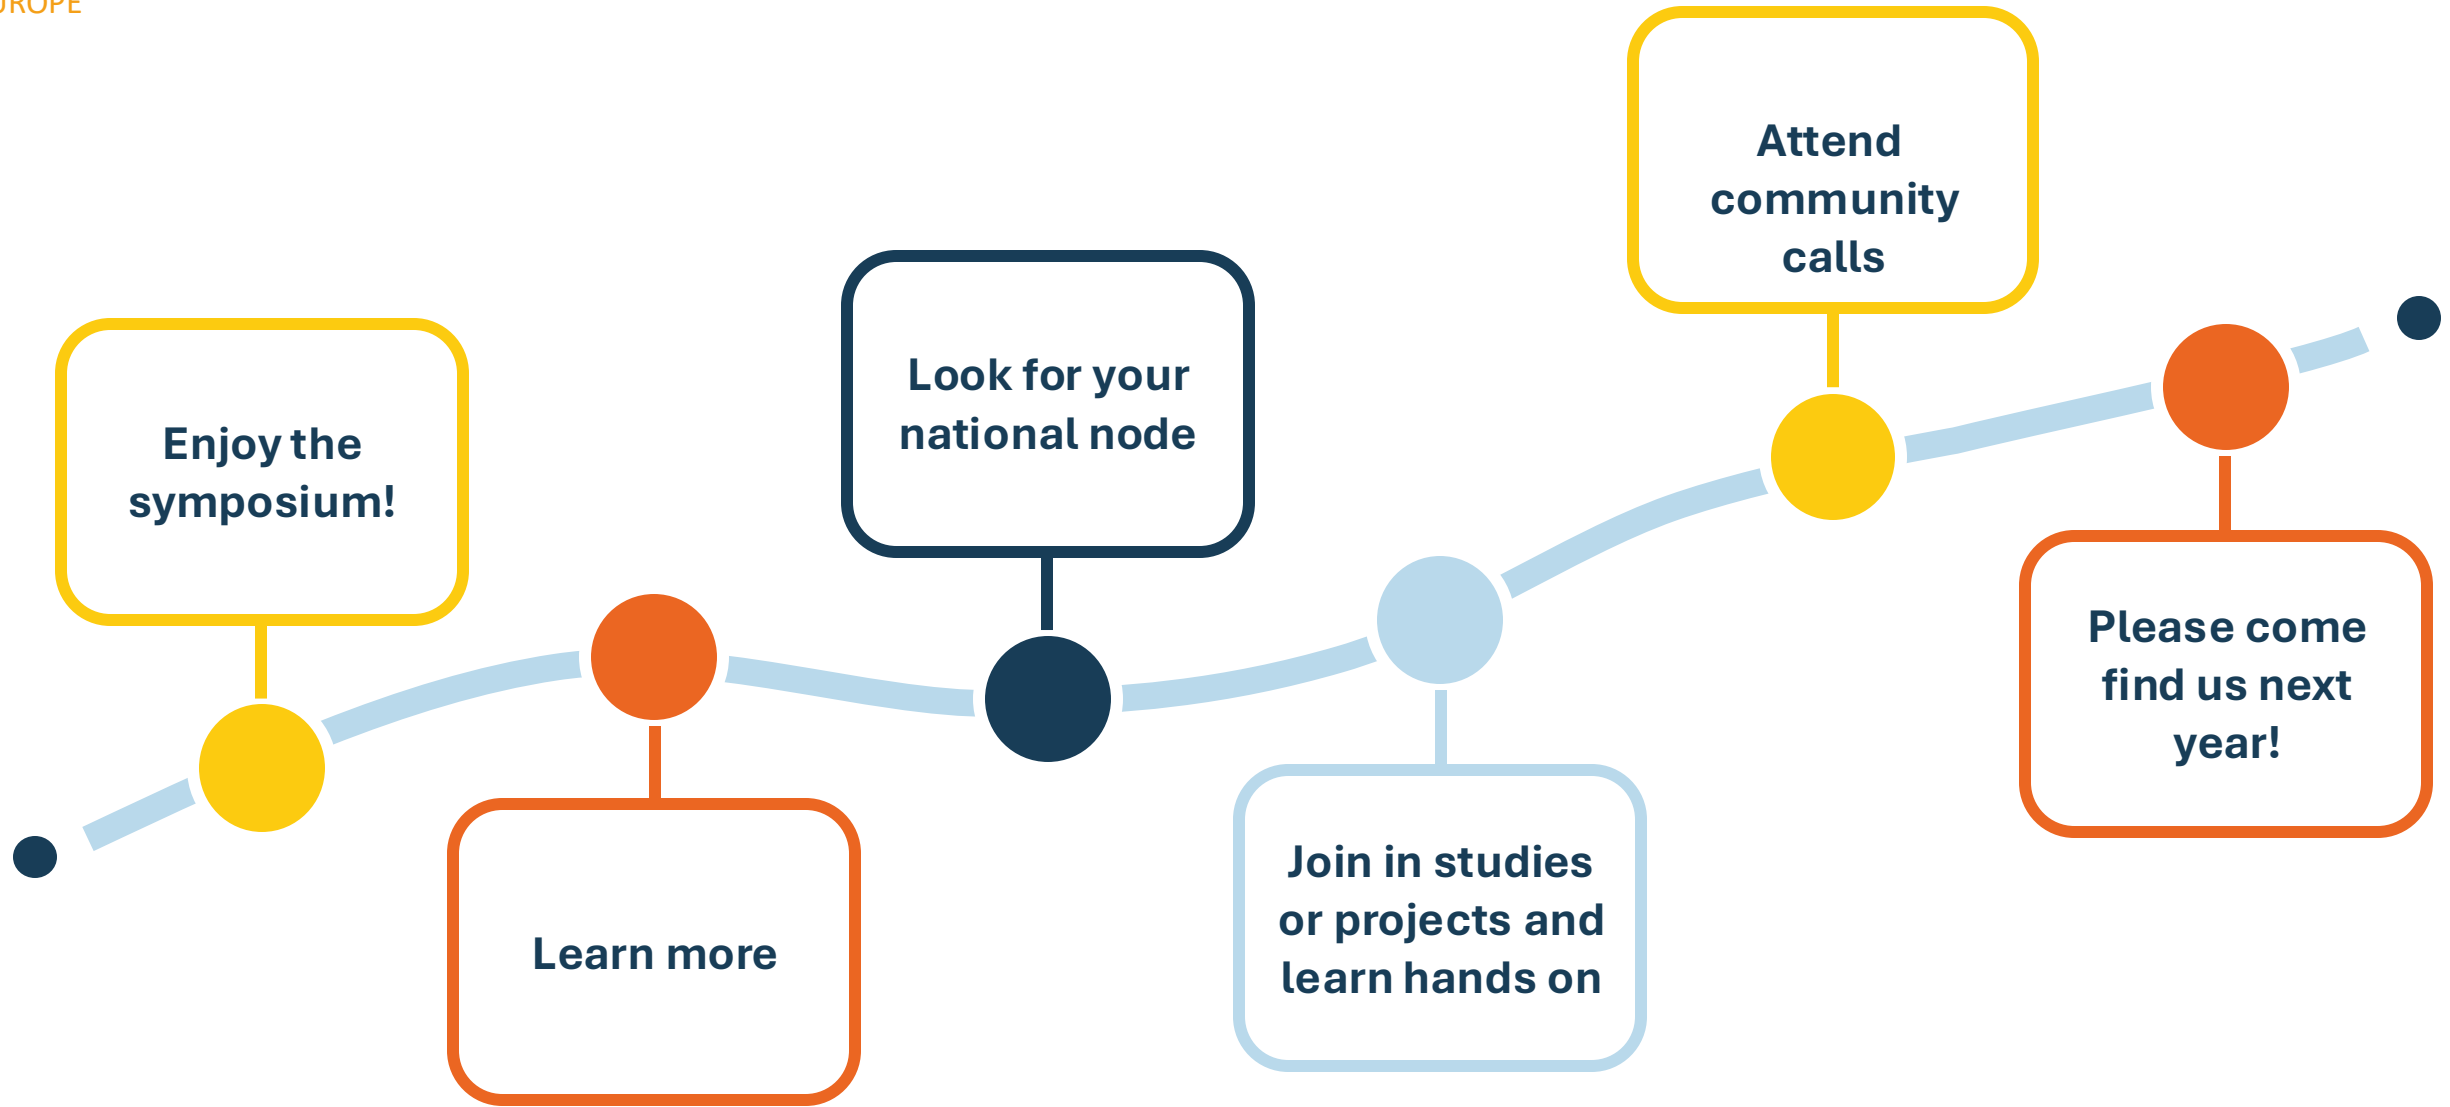 Enjoy the
symposium!
Learn more
Look for your
national node
Join in studies
or projects and
learn hands on
Attend
community
calls
Please come
find us next
year!